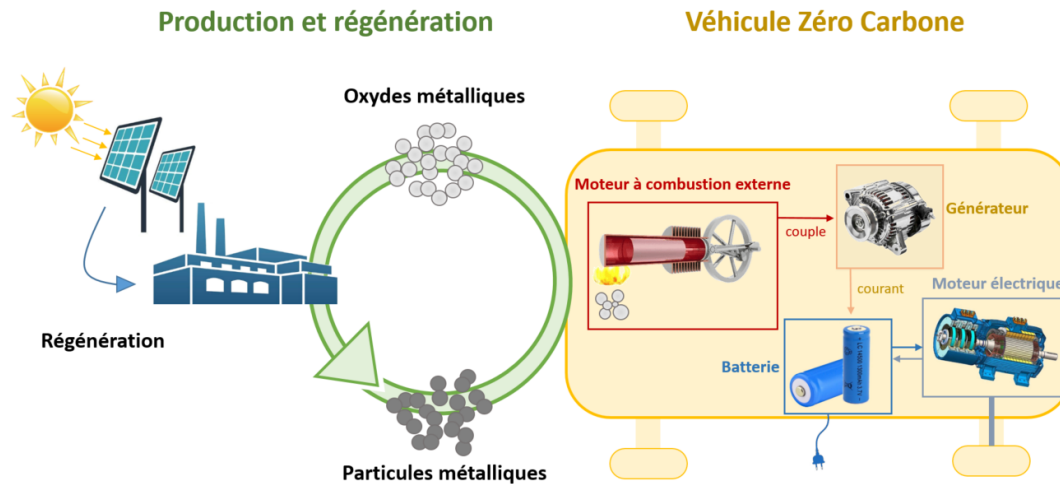 Production et régénération
Véhicule Zéro Carbone
Oxydes métalliques
Moteur à combustion externe
Générateur
couple
courant
Moteur électrique
Régénération
Batterie
Particules métalliques